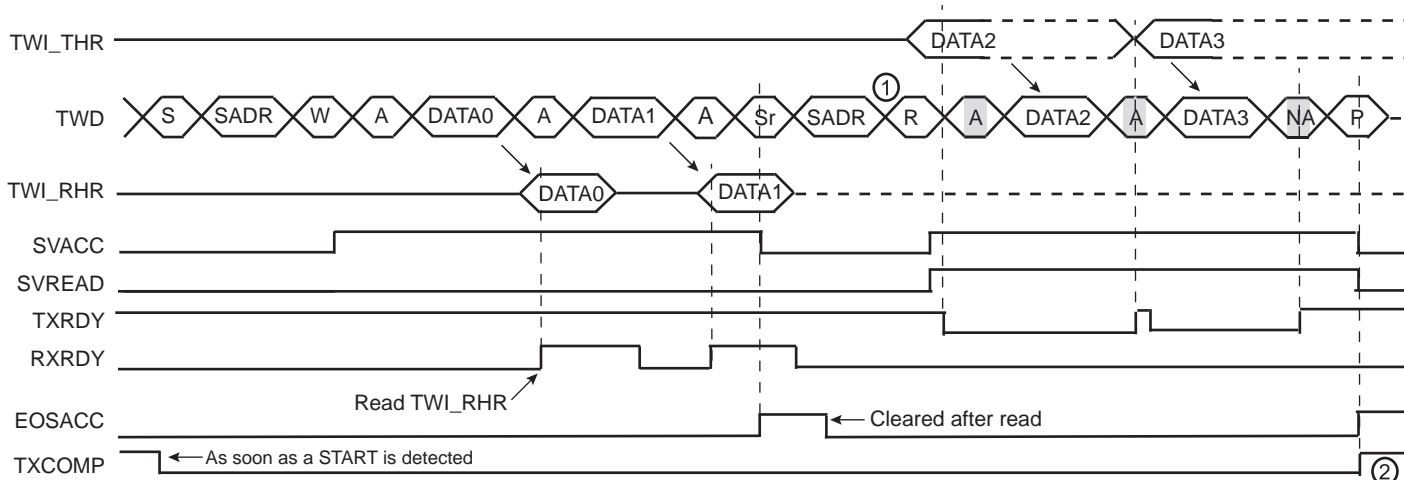 TWI_THR DATA2 DATA3
①
TWD S SADR W A DATA0 A DATA1 A Sr SADR R A DATA2 A DATA3 NA P
TWI_RHR DATA0 DATA1
SVACC
SVREAD
TXRDY
RXRDY
Read TWI_RHR
EOSACC Cleared after read
TXCOMP As soon as a START is detected ②